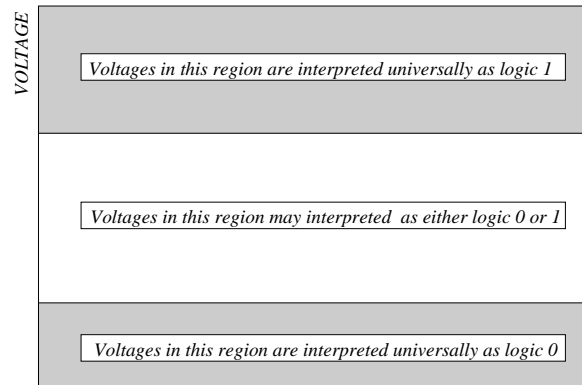 VOLTAGE
Voltages in this region are interpreted universally as logic 1
Voltages in this region may interpreted as either logic 0 or 1
Voltages in this region are interpreted universally as logic 0